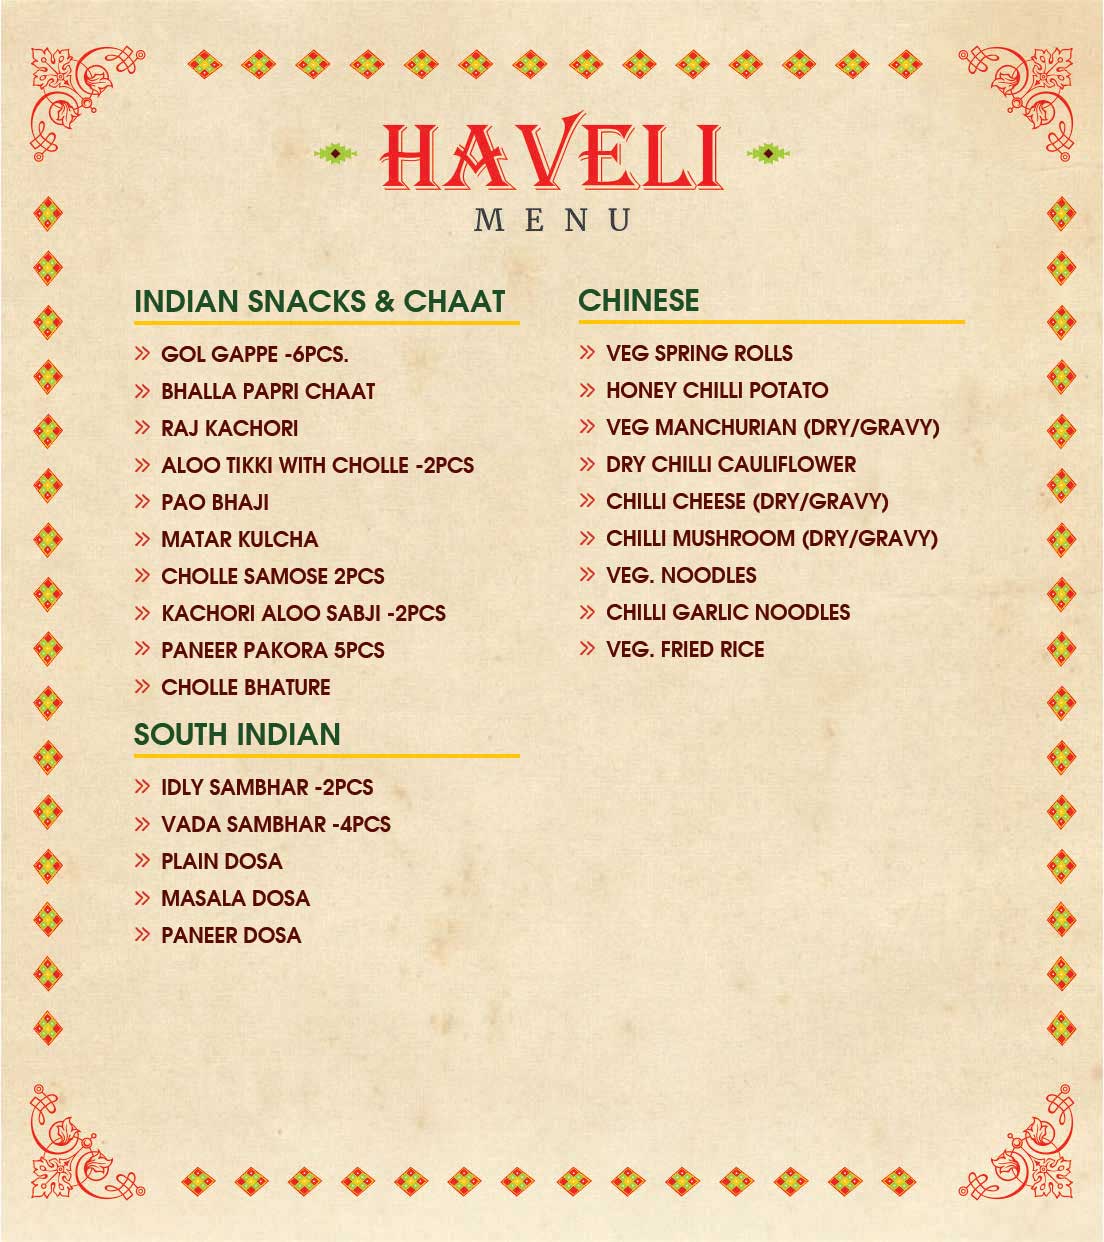 HAVELI
MENU
INDIAN SNACKS & CHAAT
GOL GAPPE -6PCS.
BHALLA PAPRI CHAAT
RAJ KACHORI
ALOO TIKKI WITH CHOLLE -2PCS
PAO BHAJI
MATAR KULCHA
CHOLLE SAMOSE 2PCS
KACHORI ALOO SABJI -2PCS
PANEER PAKORA 5PCS
CHOLLE BHATURE
SOUTH INDIAN
IDLY SAMBHAR -2PCS
VADA SAMBHAR -4PCS
PLAIN DOSA
MASALA DOSA
PANEER DOSA
CHINESE
VEG SPRING ROLLS
HONEY CHILLI POTATO
VEG MANCHURIAN (DRY/GRAVY)
DRY CHILLI CAULIFLOWER
CHILLI CHEESE (DRY/GRAVY)
CHILLI MUSHROOM (DRY/GRAVY)
VEG. NOODLES
CHILLI GARLIC NOODLES
VEG. FRIED RICE